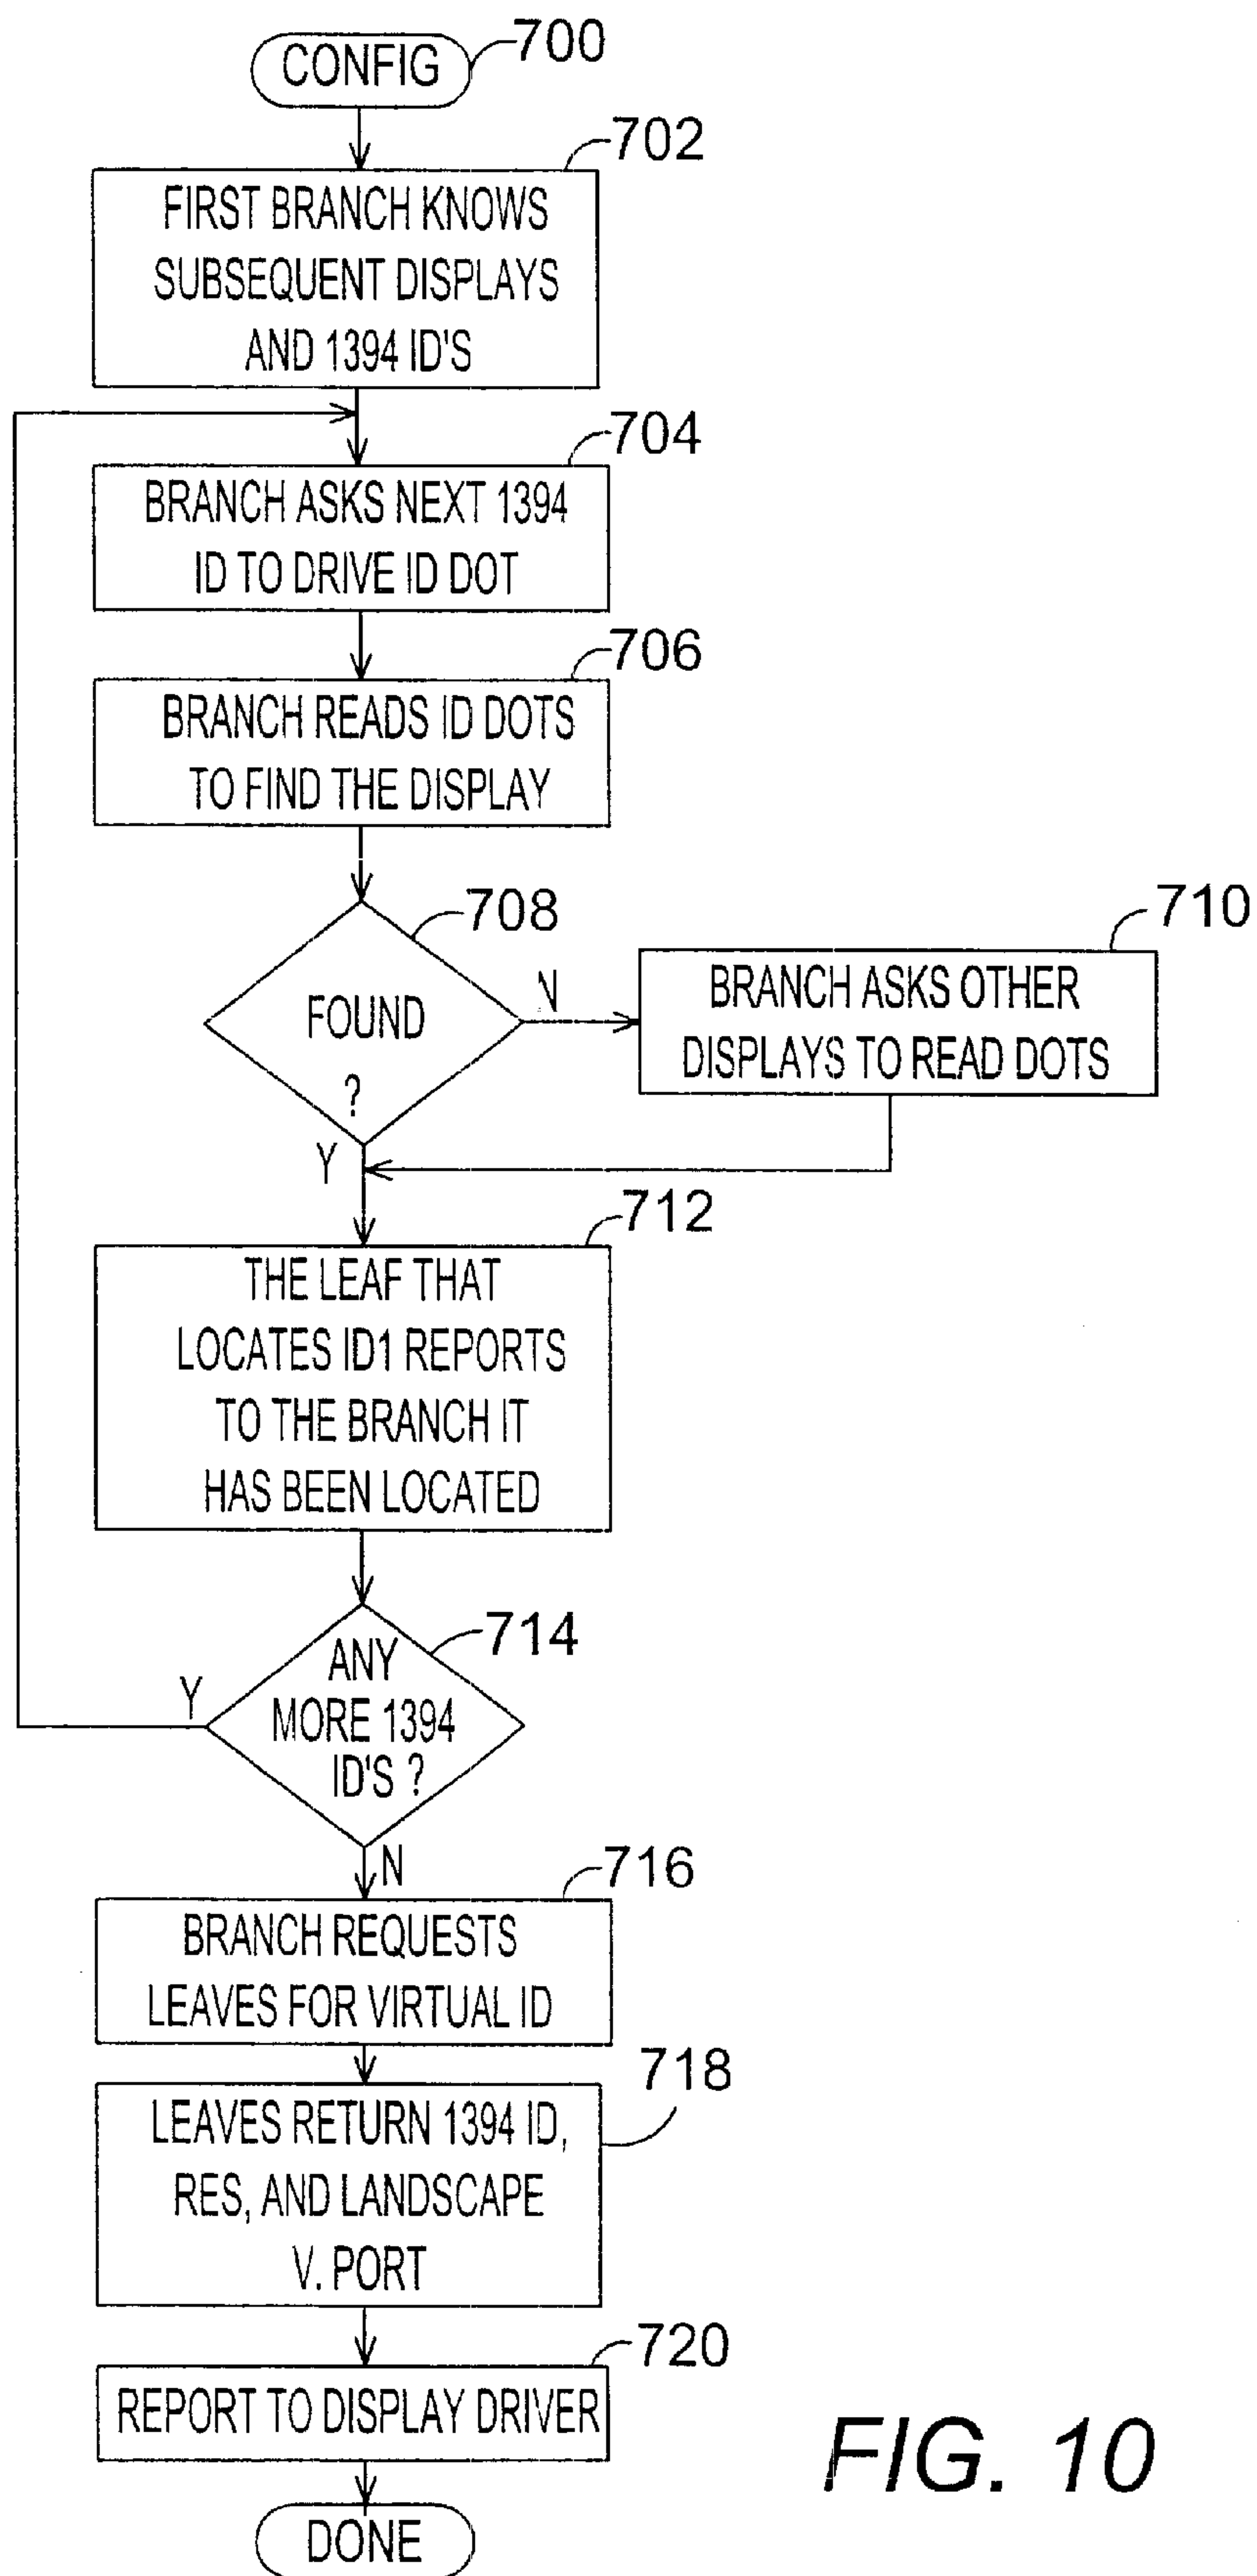 CONFIG
700
702
FIRST BRANCH KNOWS
SUBSEQUENT DISPLAYS
AND 1394 ID'S
704
BRANCH ASKS NEXT 1394
ID TO DRIVE ID DOT
706
BRANCH READS ID DOTS
TO FIND THE DISPLAY
708
FOUND
?
N
710
BRANCH ASKS OTHER
DISPLAYS TO READ DOTS
Y
712
THE LEAF THAT
LOCATES ID1 REPORTS
TO THE BRANCH IT
HAS BEEN LOCATED
714
ANY
MORE 1394
ID'S ?
Y
N
716
BRANCH REQUESTS
LEAVES FOR VIRTUAL ID
718
LEAVES RETURN 1394 ID,
RES, AND LANDSCAPE
V. PORT
720
REPORT TO DISPLAY DRIVER
DONE
FIG. 10